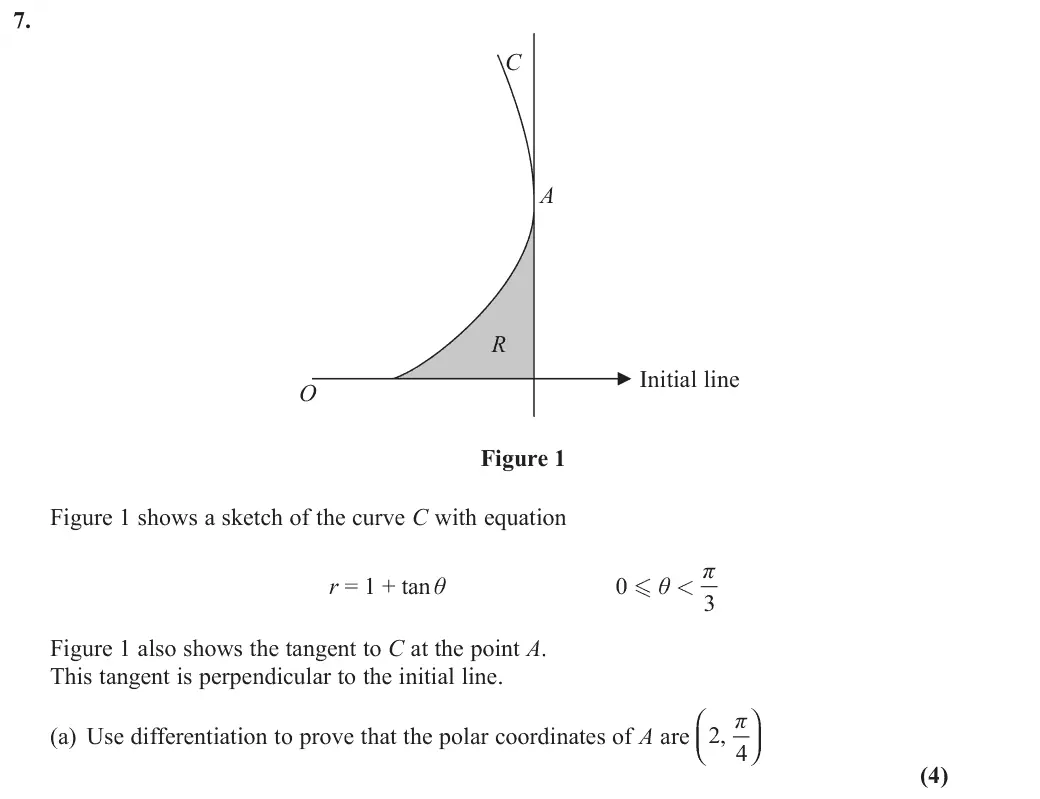 7.
C
A
R
O
Initial line
Figure 1
Figure 1 shows a sketch of the curve C with equation
r = 1 + tan θ    0 ⩽ θ < π/3
Figure 1 also shows the tangent to C at the point A.
This tangent is perpendicular to the initial line.
(a) Use differentiation to prove that the polar coordinates of A are (2, π/4)
(4)